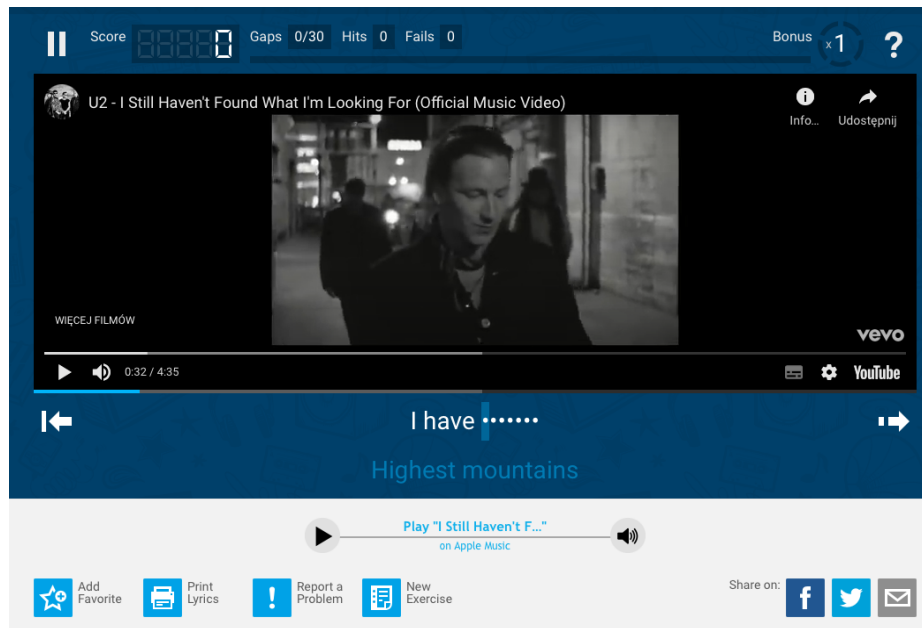 Score 0 Gaps 0/30 Hits 0 Fails 0 Bonus x1 ?
U2 - I Still Haven't Found What I'm Looking For (Official Music Video)
Info... Udostępnij
WIĘCEJ FILMÓW
vevo
0:32 / 4:35 YouTube
I have •••••••
Highest mountains
Play "I Still Haven't F..."
on Apple Music
Add Favorite
Print Lyrics
Report a Problem
New Exercise
Share on: